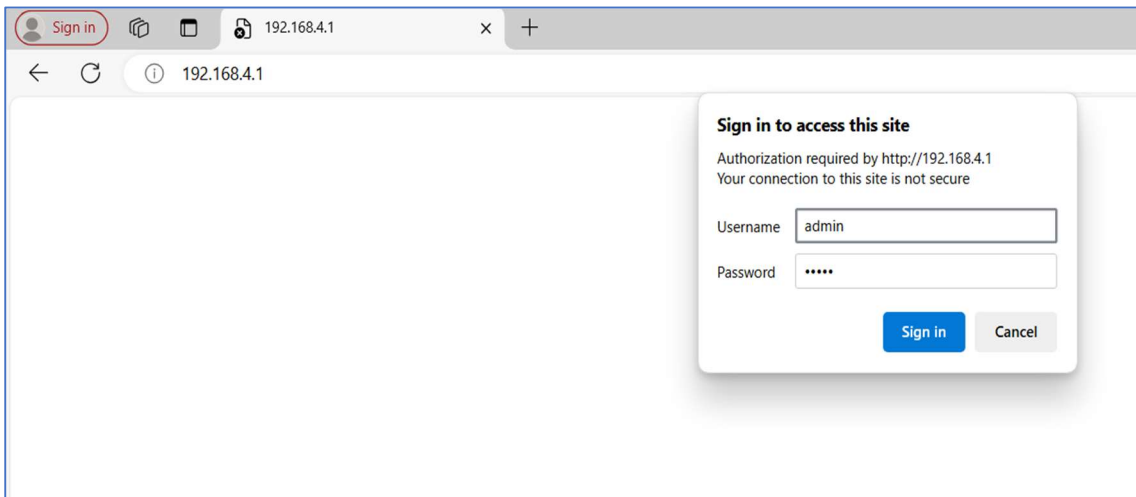 Sign in
192.168.4.1
192.168.4.1
Sign in to access this site
Authorization required by http://192.168.4.1
Your connection to this site is not secure
Username admin
Password •••••
Sign in Cancel